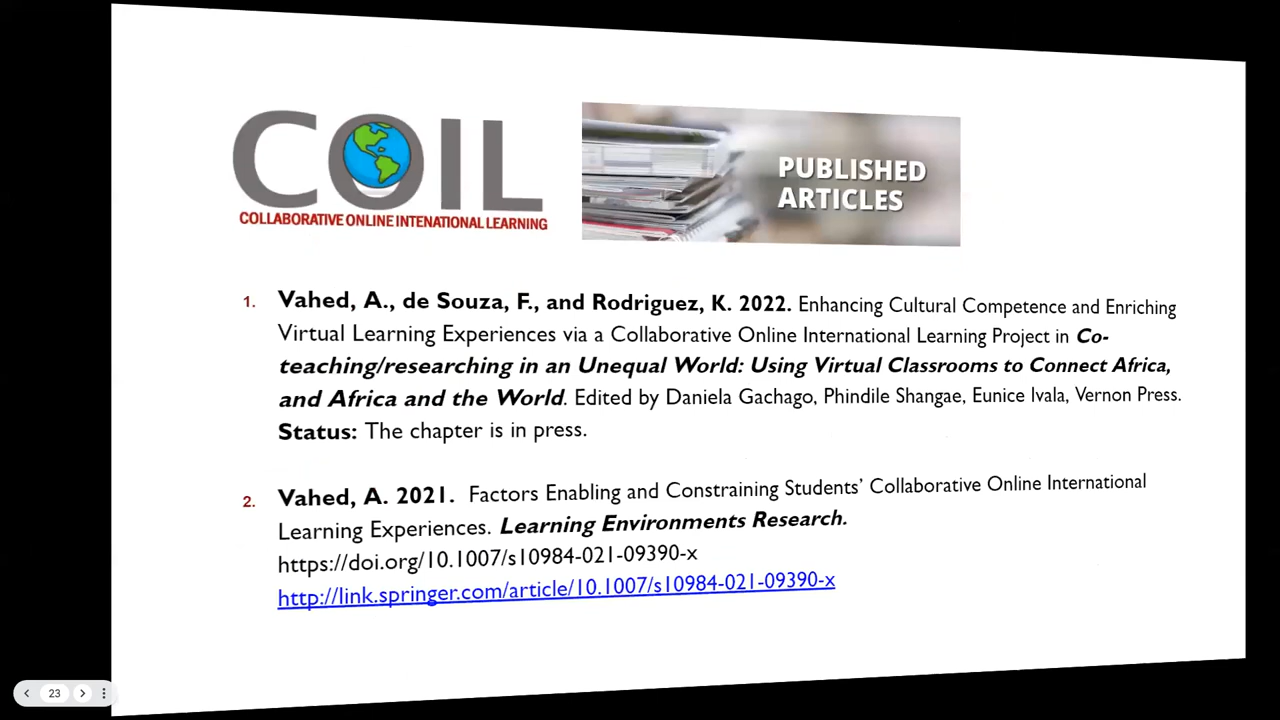 COIL
COLLABORATIVE ONLINE INTENATIONAL LEARNING
PUBLISHED
ARTICLES
1. Vahed, A., de Souza, F., and Rodriguez, K. 2022. Enhancing Cultural Competence and Enriching
Virtual Learning Experiences via a Collaborative Online International Learning Project in Co-
teaching/researching in an Unequal World: Using Virtual Classrooms to Connect Africa,
and Africa and the World. Edited by Daniela Gachago, Phindile Shangae, Eunice Ivala, Vernon Press.
Status: The chapter is in press.
2. Vahed, A. 2021. Factors Enabling and Constraining Students’ Collaborative Online International
Learning Experiences. Learning Environments Research.
https://doi.org/10.1007/s10984-021-09390-x
http://link.springer.com/article/10.1007/s10984-021-09390-x
23